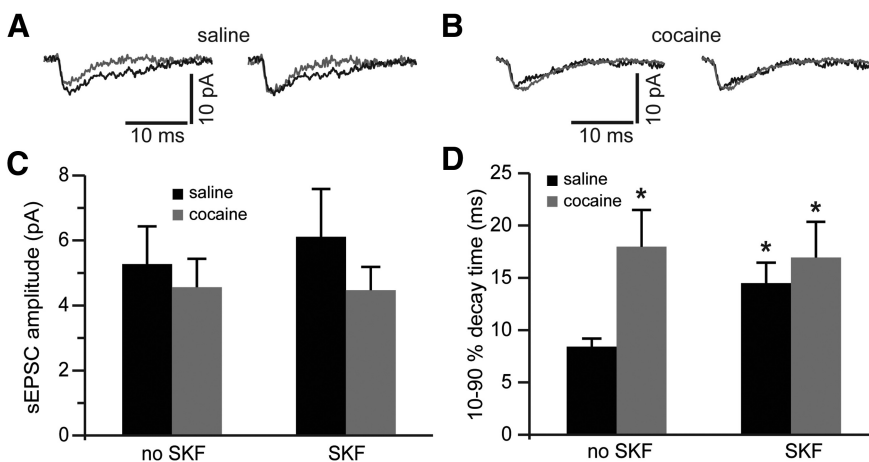 A
saline
10 pA
10 ms
B
cocaine
10 pA
10 ms
C
sEPSC amplitude (pA)
8
6
4
2
0
saline
cocaine
no SKF
SKF
D
10-90 % decay time (ms)
25
20
15
10
5
0
saline
cocaine
*
*
*
no SKF
SKF